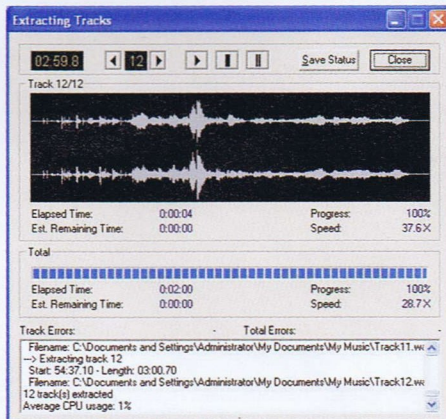 Extracting Tracks
02:59.8 12 Save Status Close
Track 12/12
Elapsed Time: 0:00:04 Progress: 100%
Est. Remaining Time: 0:00:00 Speed: 37.6 X
Total
Elapsed Time: 0:02:00 Progress: 100%
Est. Remaining Time: 0:00:00 Speed: 28.7 X
Track Errors: - Total Errors: -
Filename: C:\Documents and Settings\Administrator\My Documents\My Music\Track11.wa
---> Extracting track 12
Start: 54:37.10 - Length: 03:00.70
Filename: C:\Documents and Settings\Administrator\My Documents\My Music\Track12.wa
12 track(s) extracted
Average CPU usage: 1%